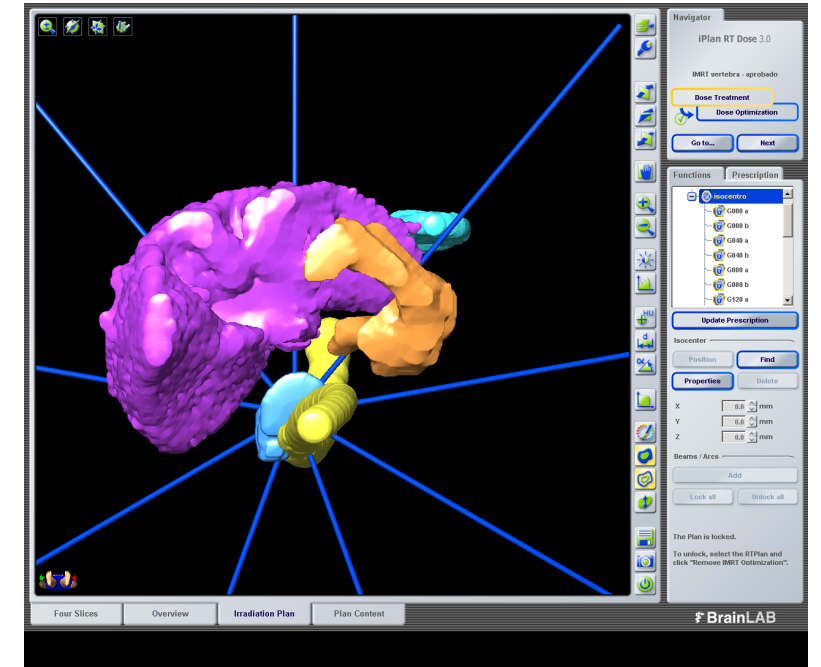 Navigator
iPlan RT Dose 3.0
IMRT vertebra - aprobado
Dose Treatment
Dose Optimization
Go to...
Next
Functions
Prescription
isocentro
G000 a
G000 b
G040 a
G040 b
G080 a
G080 b
G120 a
Update Prescription
Isocenter
Position
Find
Properties
Delete
X 0.0 mm
Y 0.0 mm
Z 0.0 mm
Beams / Arcs
Add
Lock all
Unlock all
The Plan is locked.
To unlock, select the RTPlan and
click "Remove IMRT Optimization".
HU
d
Four Slices
Overview
Irradiation Plan
Plan Content
BrainLAB